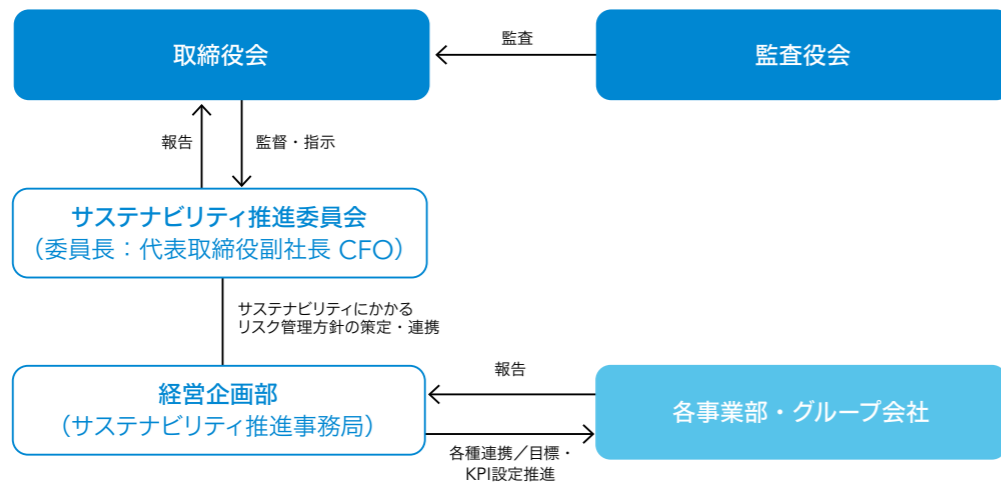 取締役会
監査
監査役会
報告
監督・指示
サステナビリティ推進委員会
（委員長：代表取締役副社長 CFO）
サステナビリティにかかる
リスク管理方針の策定・連携
経営企画部
（サステナビリティ推進事務局）
報告
各事業部・グループ会社
各種連携／目標・
KPI設定推進